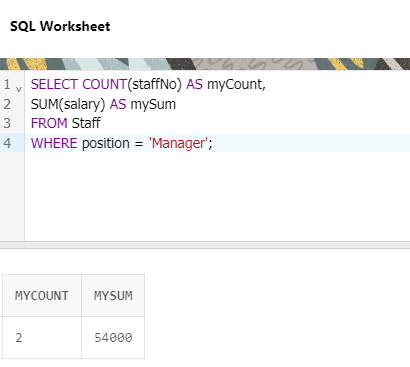 SQL Worksheet
1 SELECT COUNT(staffNo) AS myCount,
2 SUM(salary) AS mySum
3 FROM Staff
4 WHERE position = 'Manager';
MYCOUNT MYSUM
2 54000